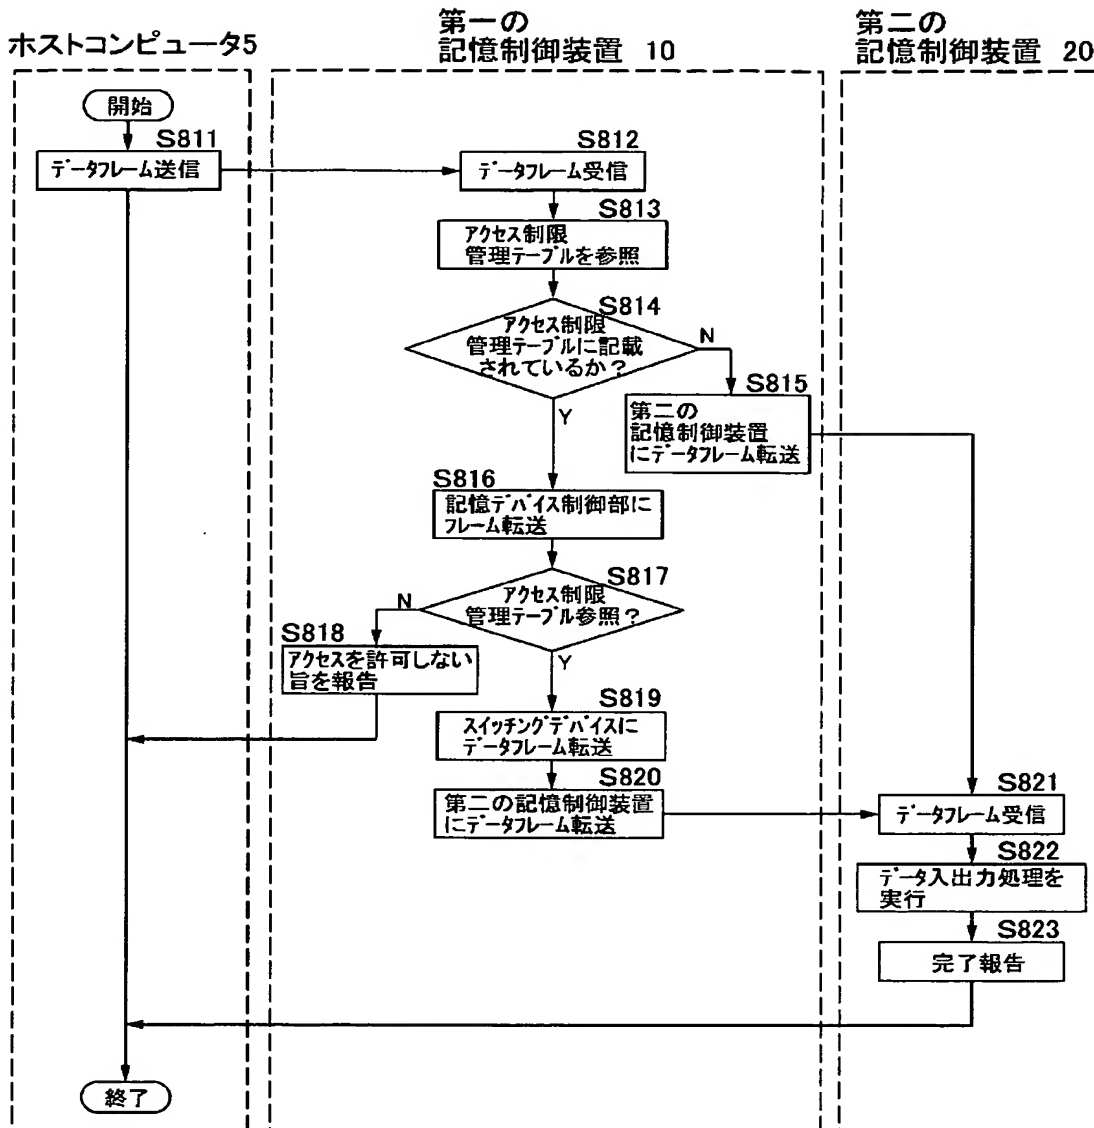 ホストコンピュータ5
第一の
記憶制御装置 10
第二の
記憶制御装置 20
開始
S811
データフレーム送信
S812
データフレーム受信
S813
アクセス制限
管理テーブルを参照
S814
アクセス制限
管理テーブルに記載
されているか？
N
Y
S815
第二の
記憶制御装置
にデータフレーム転送
S816
記憶デバイス制御部に
フレーム転送
S817
アクセス制限
管理テーブル参照？
N
Y
S818
アクセスを許可しない
旨を報告
S819
スイッチングデバイスに
データフレーム転送
S820
第二の記憶制御装置
にデータフレーム転送
S821
データフレーム受信
S822
データ入出力処理を
実行
S823
完了報告
終了